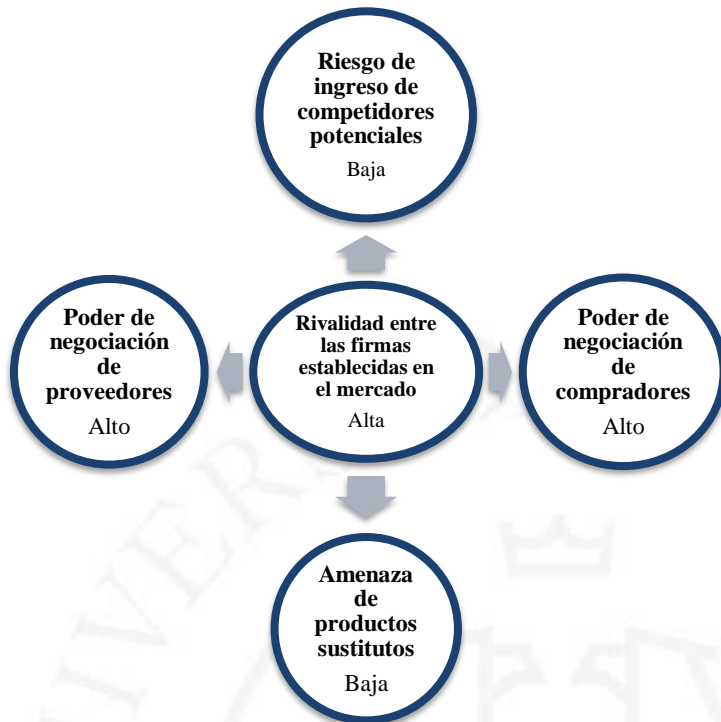 Riesgo de
ingreso de
competidores
potenciales
Baja
Poder de
negociación
de
proveedores
Alto
Rivalidad entre
las firmas
establecidas en
el mercado
Alta
Poder de
negociación
de
compradores
Alto
Amenaza
de
productos
sustitutos
Baja